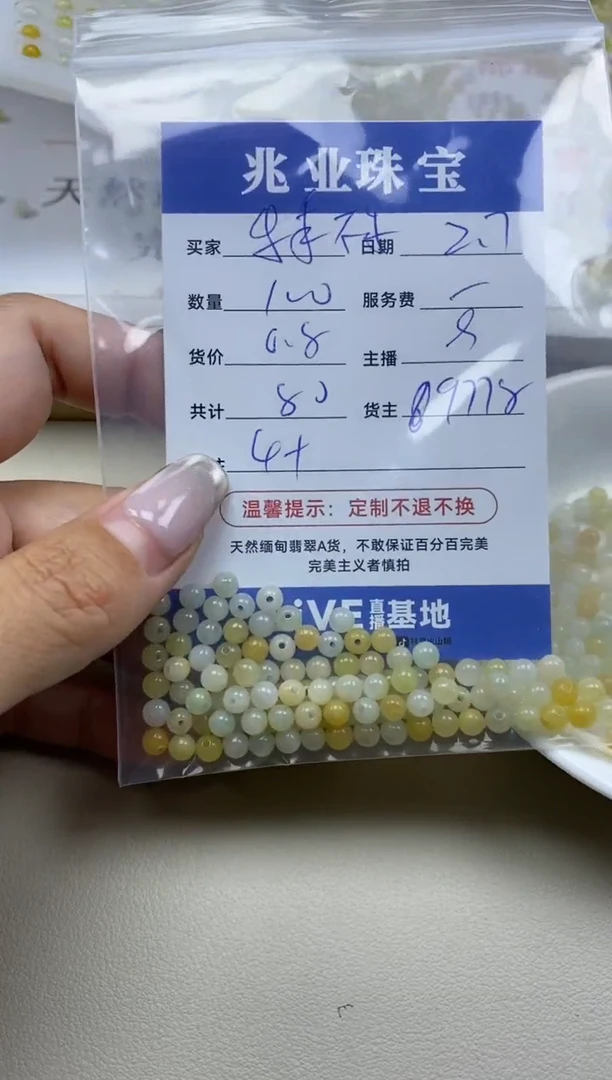 兆业珠宝
买家 日期 2.7
数量 100 服务费
货价 0.8 主播
共计 80 货主 89778
4+
温馨提示：定制不退不换
天然缅甸翡翠A货，不敢保证百分百完美
完美主义者慎拍
iVE直播基地